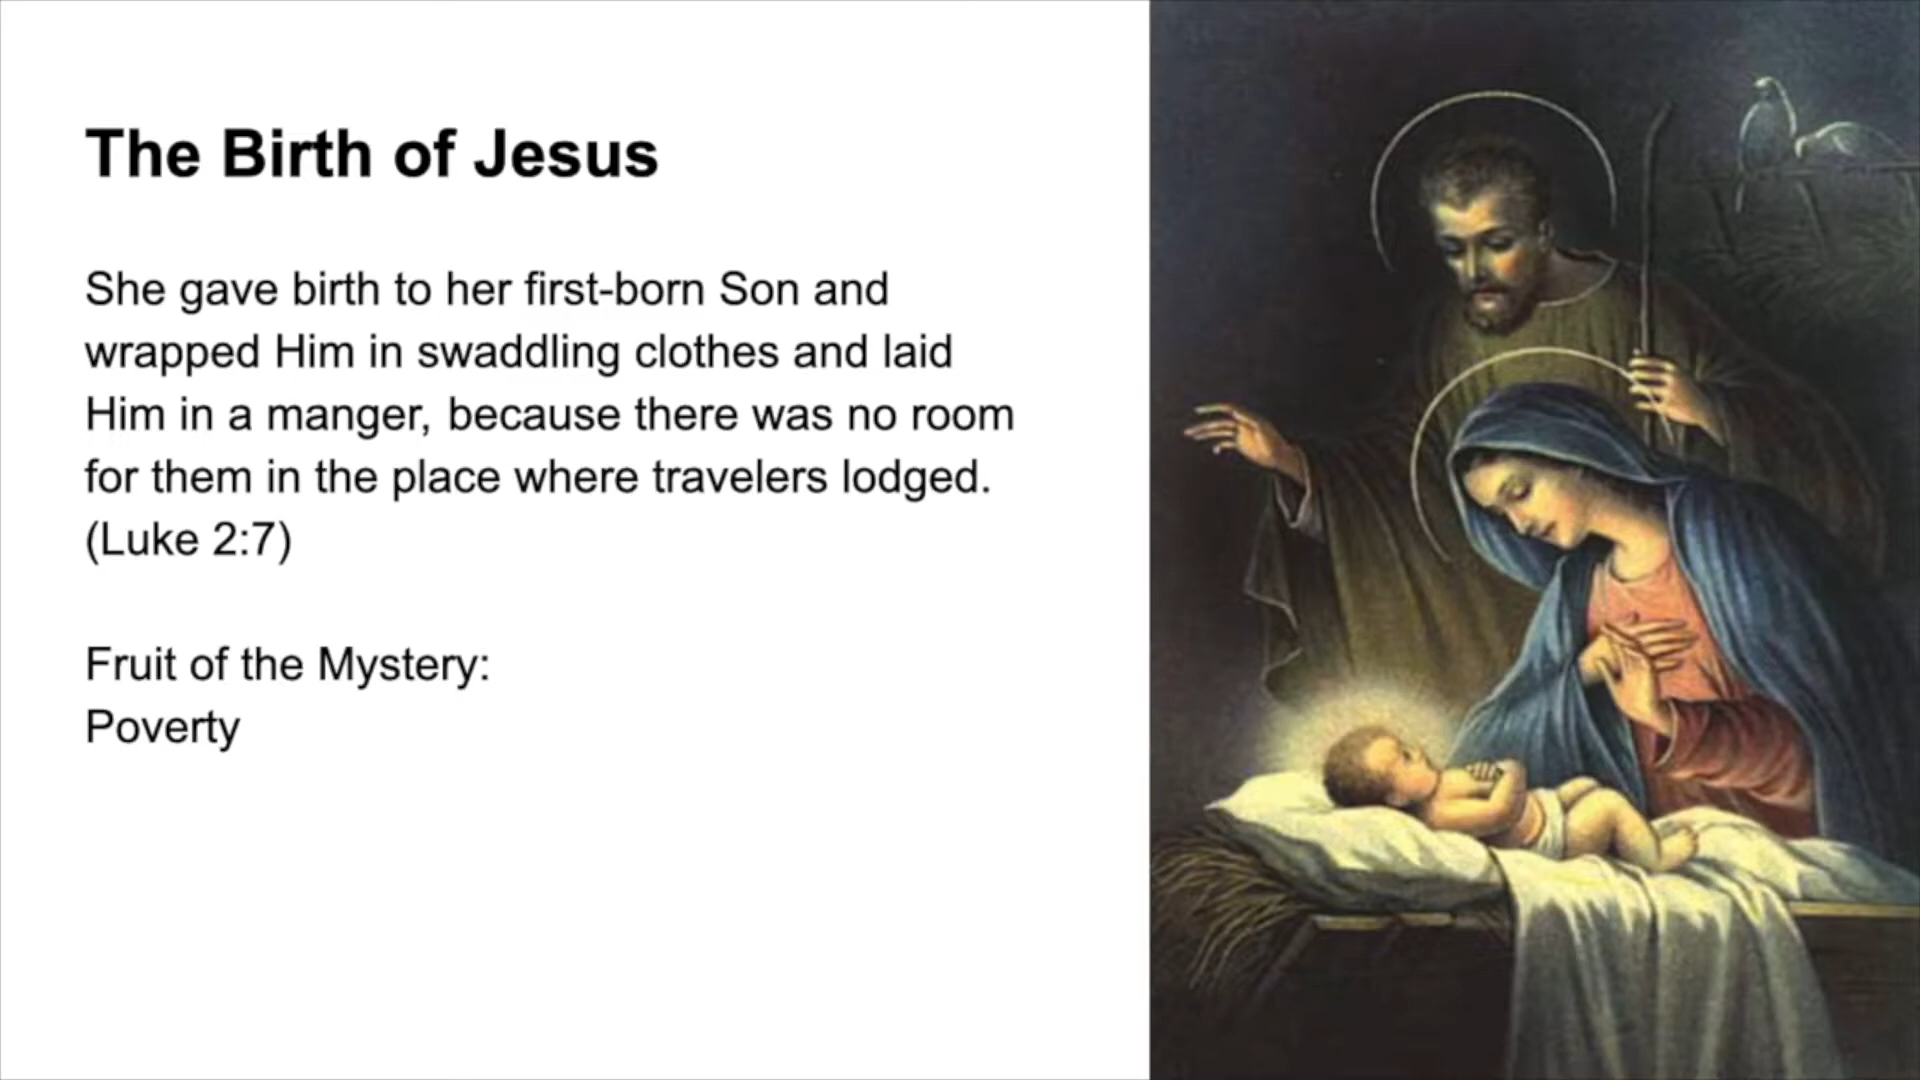 The Birth of Jesus
She gave birth to her first-born Son and
wrapped Him in swaddling clothes and laid
Him in a manger, because there was no room
for them in the place where travelers lodged.
(Luke 2:7)
Fruit of the Mystery:
Poverty